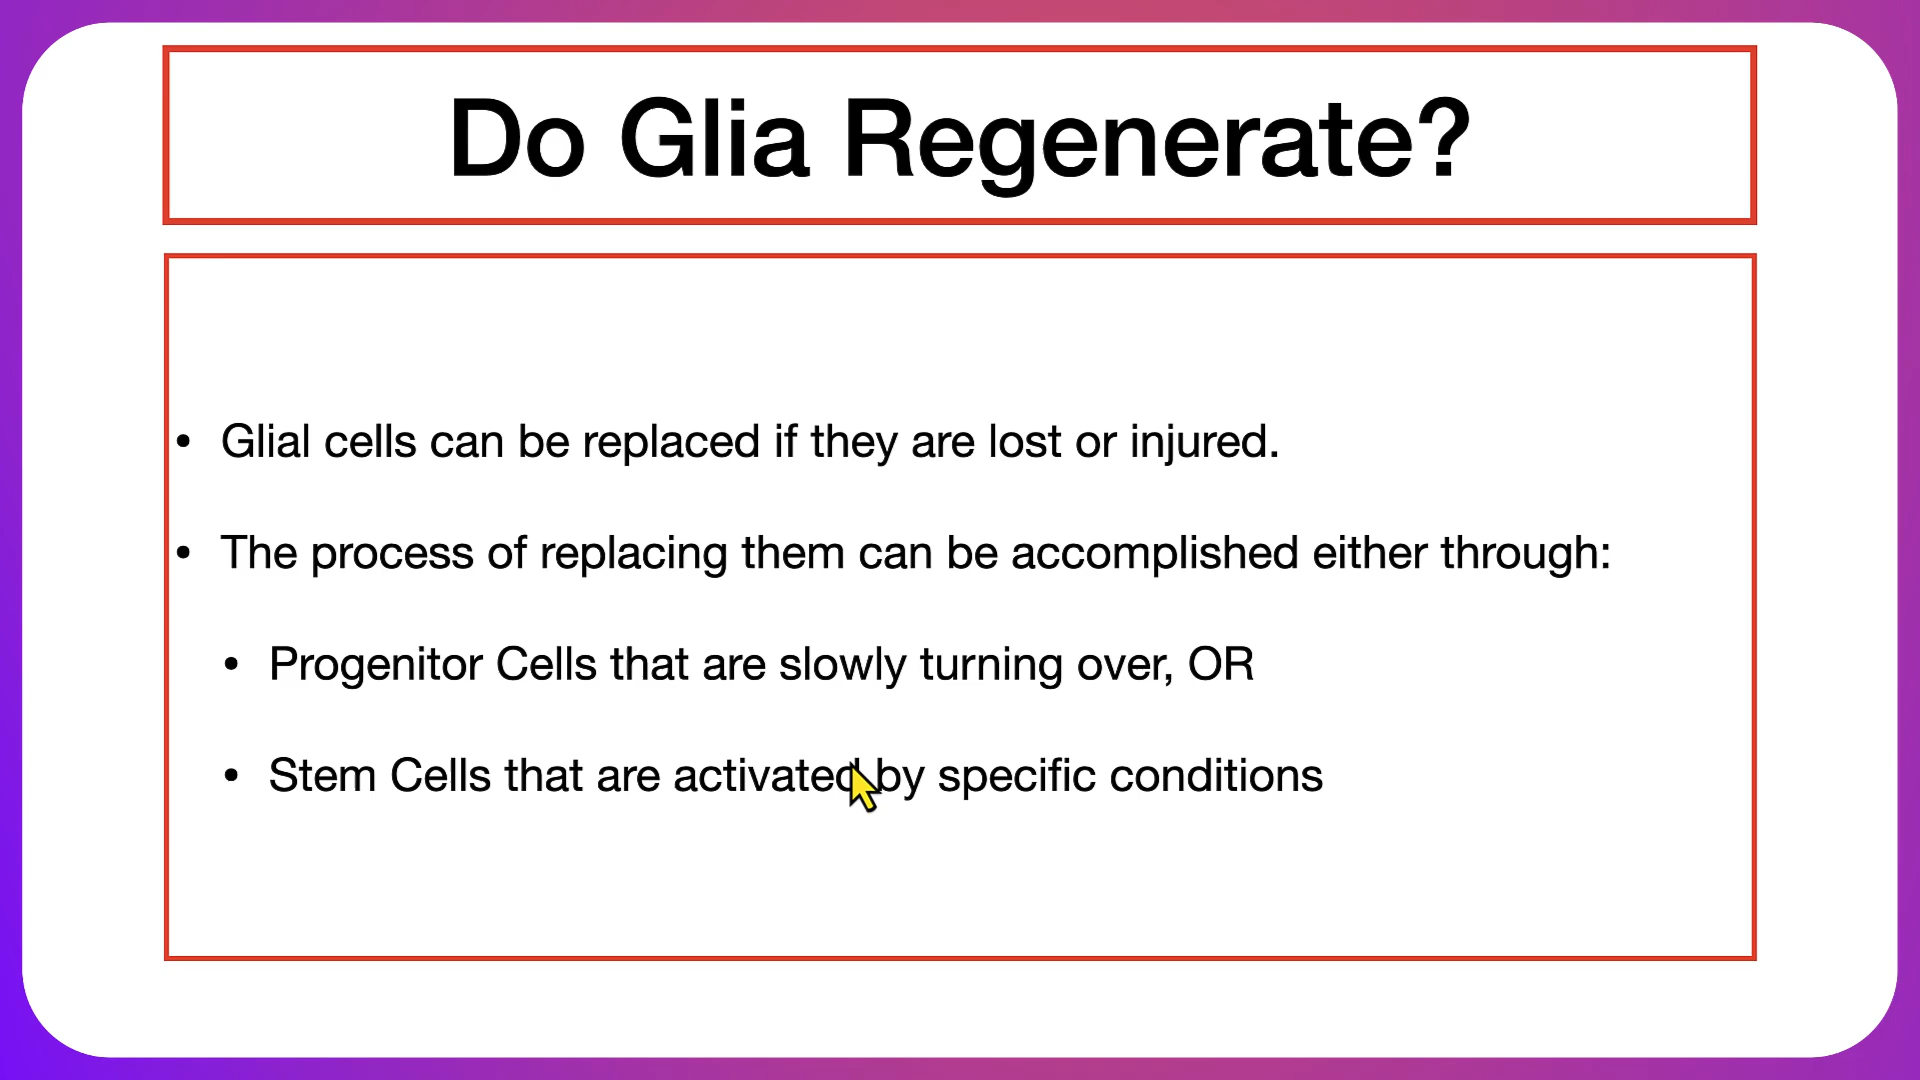 Do Glia Regenerate?
• Glial cells can be replaced if they are lost or injured.
• The process of replacing them can be accomplished either through:
• Progenitor Cells that are slowly turning over, OR
• Stem Cells that are activated by specific conditions